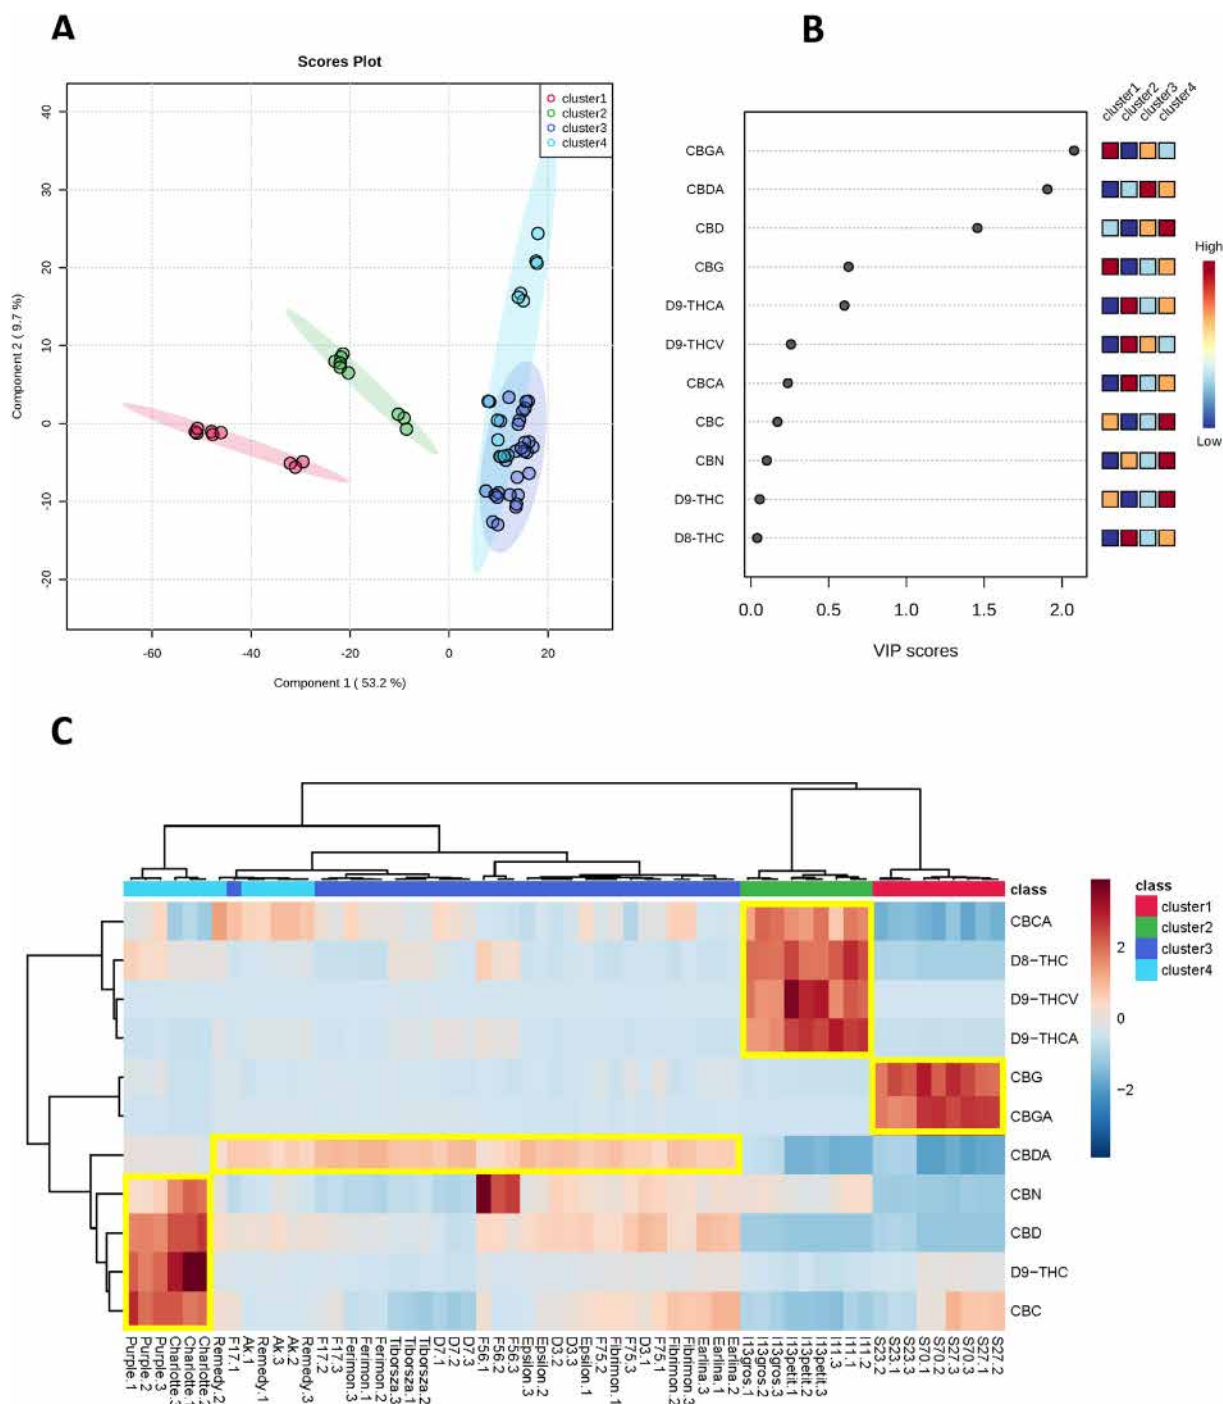 A
Scores Plot
cluster1
cluster2
cluster3
cluster4
40
30
20
10
0
-10
-20
Component 2 ( 9.7 %)
-60
-40
-20
0
20
Component 1 ( 53.2 %)
B
cluster1
cluster2
cluster3
cluster4
CBGA
CBDA
CBD
CBG
D9-THCA
D9-THCV
CBCA
CBC
CBN
D9-THC
D8-THC
High
Low
0.0
0.5
1.0
1.5
2.0
VIP scores
C
class
CBCA
D8-THC
D9-THCV
D9-THCA
CBG
CBGA
CBDA
CBN
CBD
D9-THC
CBC
2
0
-2
class
cluster1
cluster2
cluster3
cluster4
Purple.1
Purple.2
Purple.3
Charlotte.3
Charlotte.1
Charlotte.2
Remedy.2
F17.1
Ak.1
Remedy.1
Ak.3
Ak.2
Remedy.3
F17.2
F17.3
Ferimon.3
Ferimon.1
Ferimon.2
Tiborsza.3
Tiborsza.1
Tiborsza.2
D7.1
D7.2
D7.3
F56.1
F56.2
F56.3
Epsilon.3
Epsilon.2
D3.2
D3.3
Epsilon.1
F75.2
Fibrimon.1
F75.3
D3.1
F75.1
Fibrimon.2
Fibrimon.3
Earlina.3
Earlina.1
Earlina.2
I13gros.1
I13gros.2
I13gros.3
I13petit.1
I13petit.2
I13petit.3
I11.3
I11.1
I11.2
S23.2
S23.1
S23.3
S70.1
S70.2
S70.3
S27.3
S27.1
S27.2